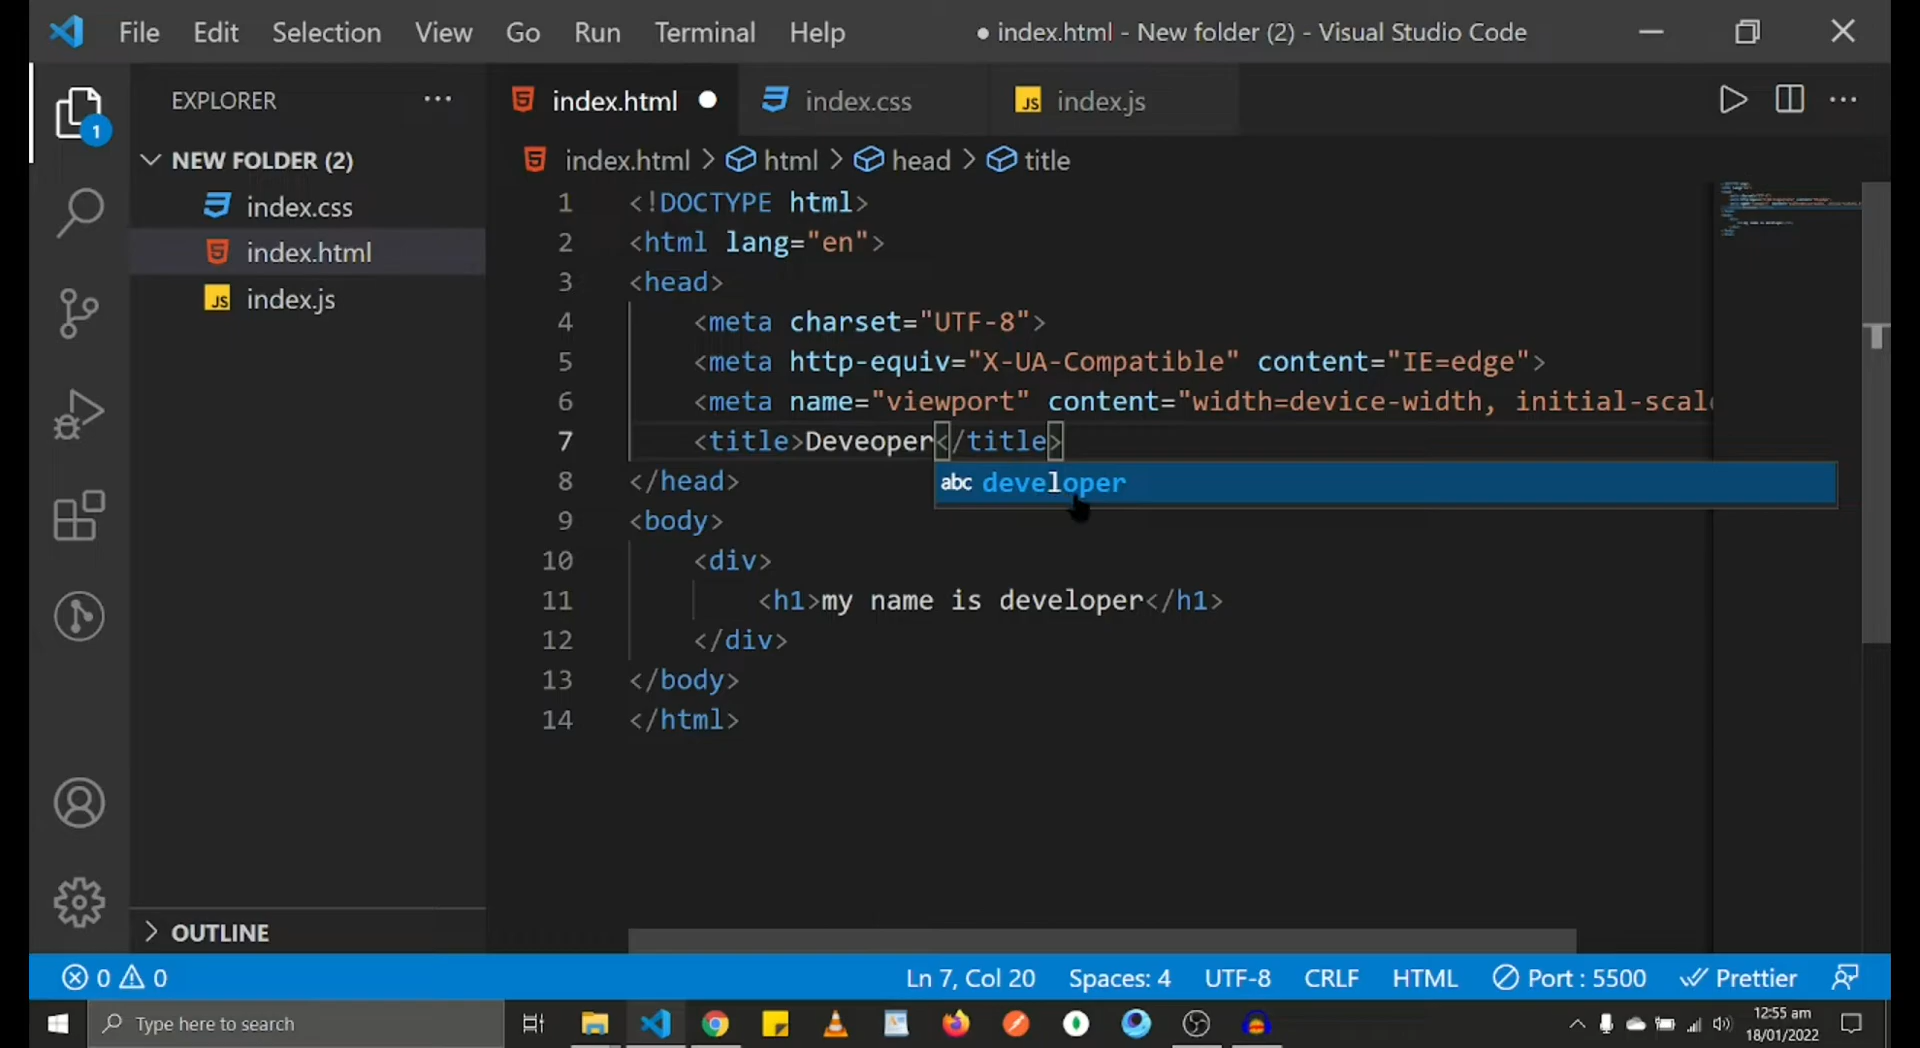 File Edit Selection View Go Run Terminal Help ● index.html - New folder (2) - Visual Studio Code
EXPLORER ··· index.html ● index.css JS index.js ···
1
NEW FOLDER (2) index.html > html > head > title
index.css
index.html
JS index.js
1 <!DOCTYPE html>
2 <html lang="en">
3 <head>
4 <meta charset="UTF-8">
5 <meta http-equiv="X-UA-Compatible" content="IE=edge">
6 <meta name="viewport" content="width=device-width, initial-scal
7 <title>Deveoper</title>
abc developer
8 </head>
9 <body>
10 <div>
11 <h1>my name is developer</h1>
12 </div>
13 </body>
14 </html>
OUTLINE
0 0 Ln 7, Col 20 Spaces: 4 UTF-8 CRLF HTML Port : 5500 Prettier
Type here to search 12:55 am
18/01/2022